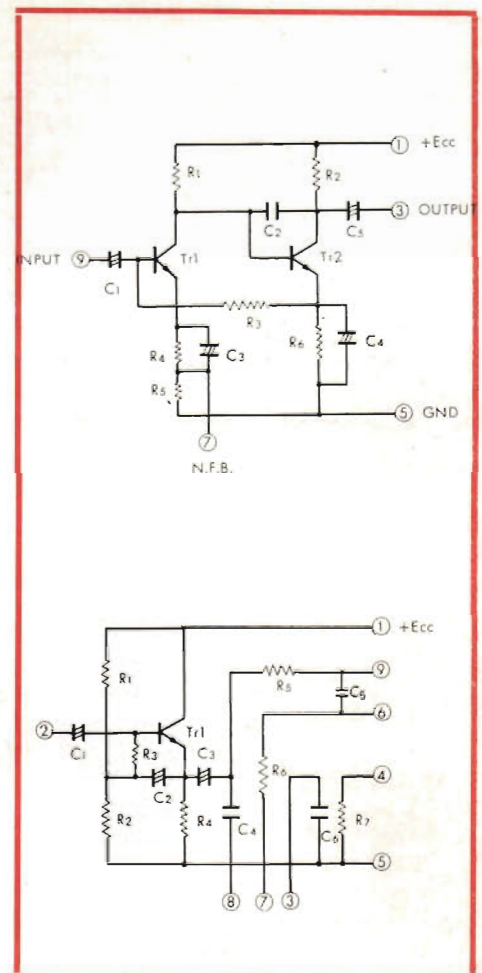 ① +Ecc
R1 R2
③ OUTPUT
C2 C5
INPUT ⑨
Tr1 Tr2
C1
R3
R4 C3 R6 C4
R5
⑤ GND
⑦
N.F.B.
① +Ecc
R1
⑨
R5
C5
② ⑥
C1 Tr1
R3 C3 R6
④
C2
R2 R4 C4 C6 R7
⑤
⑧ ⑦ ③